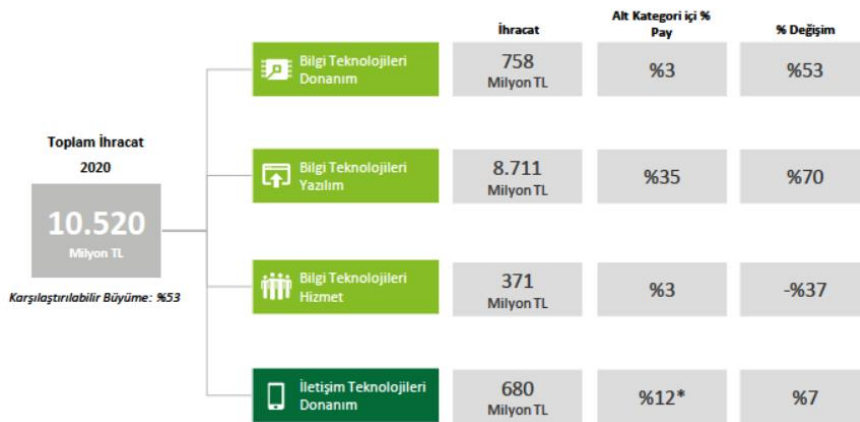 İhracat
Alt Kategori içi %
Pay
% Değişim
Bilgi Teknolojileri
Donanım
758
Milyon TL
%3
%53
Toplam İhracat
2020
10.520
Milyon TL
Karşılaştırılabilir Büyüme: %53
Bilgi Teknolojileri
Yazılım
8.711
Milyon TL
%35
%70
Bilgi Teknolojileri
Hizmet
371
Milyon TL
%3
-%37
İletişim Teknolojileri
Donanım
680
Milyon TL
%12*
%7